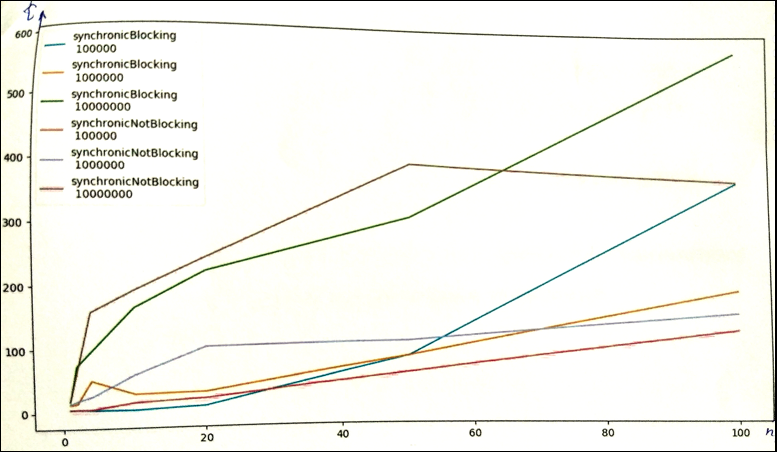 t
600
500
400
300
200
100
0
synchronicBlocking
100000
synchronicBlocking
1000000
synchronicBlocking
10000000
synchronicNotBlocking
100000
synchronicNotBlocking
1000000
synchronicNotBlocking
10000000
0 20 40 60 80 100 n